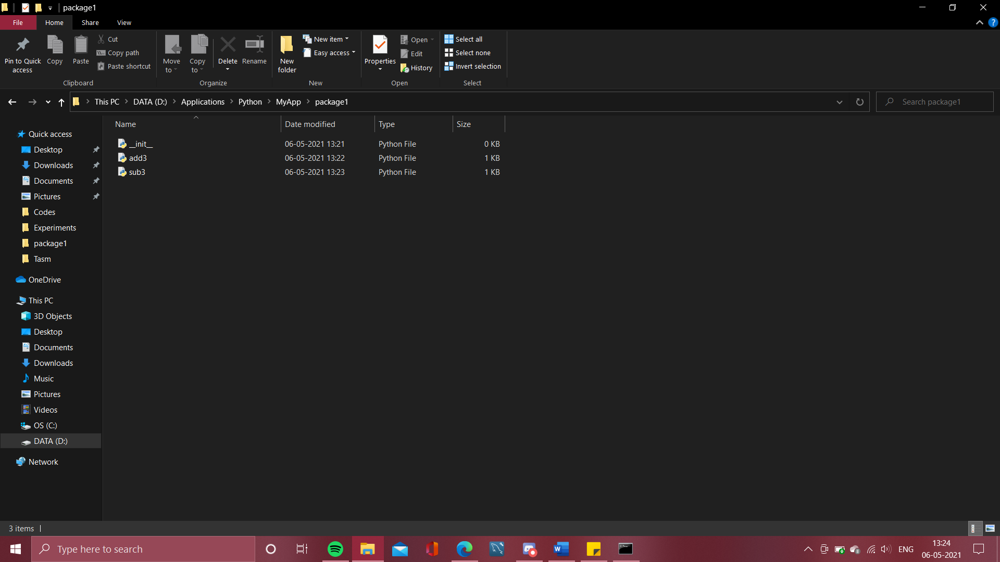 package1
File Home Share View
Pin to Quick access
Copy
Paste
Cut
Copy path
Paste shortcut
Clipboard
Move to
Copy to
Delete
Rename
Organize
New folder
New item
Easy access
New
Properties
Open
Edit
History
Open
Select all
Select none
Invert selection
Select
This PC > DATA (D:) > Applications > Python > MyApp > package1
Search package1
Name Date modified Type Size
__init__ 06-05-2021 13:21 Python File 0 KB
add3 06-05-2021 13:22 Python File 1 KB
sub3 06-05-2021 13:23 Python File 1 KB
Quick access
Desktop
Downloads
Documents
Pictures
Codes
Experiments
package1
Tasm
OneDrive
This PC
3D Objects
Desktop
Documents
Downloads
Music
Pictures
Videos
OS (C:)
DATA (D:)
Network
3 items
Type here to search
ENG
13:24
06-05-2021